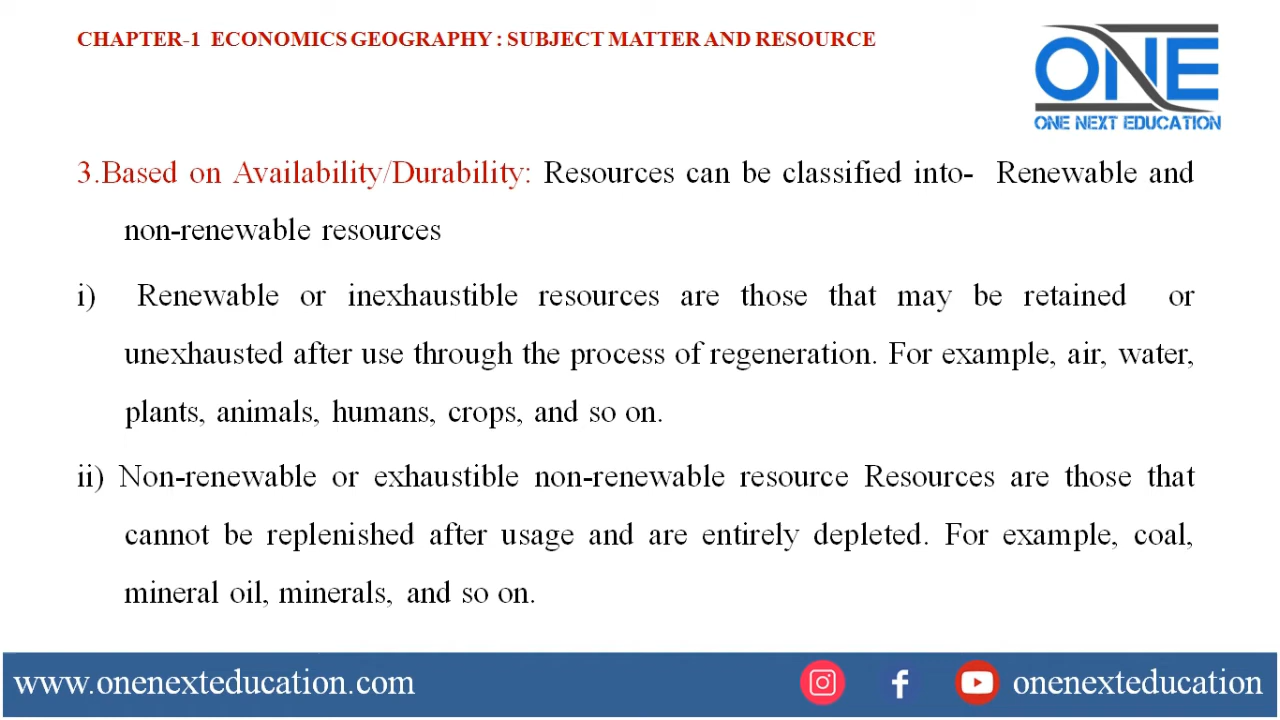 CHAPTER-1 ECONOMICS GEOGRAPHY : SUBJECT MATTER AND RESOURCE
ONE
ONE NEXT EDUCATION
3.Based on Availability/Durability: Resources can be classified into- Renewable and
non-renewable resources
i) Renewable or inexhaustible resources are those that may be retained or
unexhausted after use through the process of regeneration. For example, air, water,
plants, animals, humans, crops, and so on.
ii) Non-renewable or exhaustible non-renewable resource Resources are those that
cannot be replenished after usage and are entirely depleted. For example, coal,
mineral oil, minerals, and so on.
www.onenexteducation.com
onenexteducation